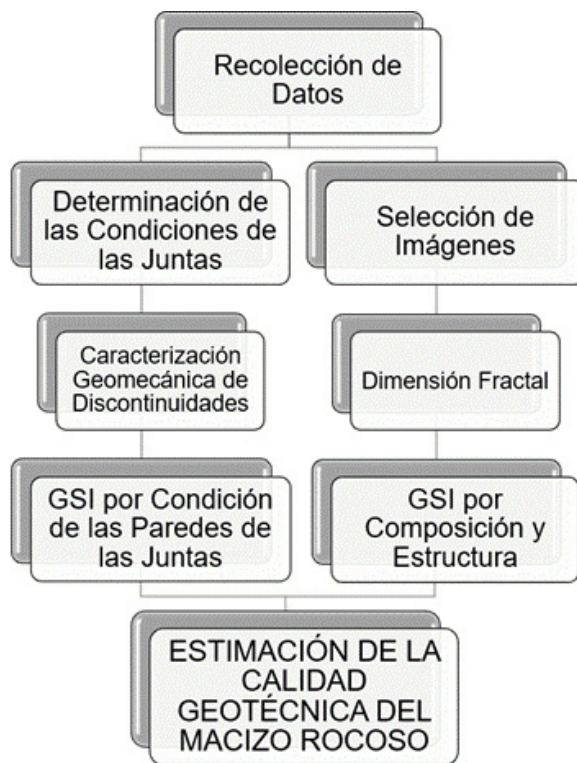 Recolección de
Datos
Determinación de
las Condiciones de
las Juntas
Selección de
Imágenes
Caracterización
Geomecánica de
Discontinuidades
Dimensión Fractal
GSI por Condición
de las Paredes de
las Juntas
GSI por
Composición y
Estructura
ESTIMACIÓN DE LA
CALIDAD
GEOTÉCNICA DEL
MACIZO ROCOSO